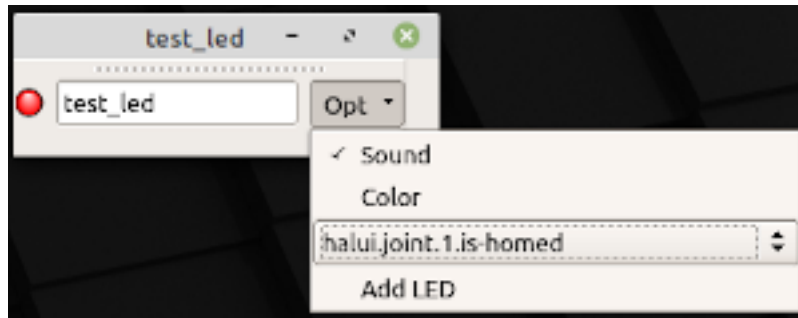 test_led
test_led Opt
Sound
Color
halui.joint.1.is-homed
Add LED